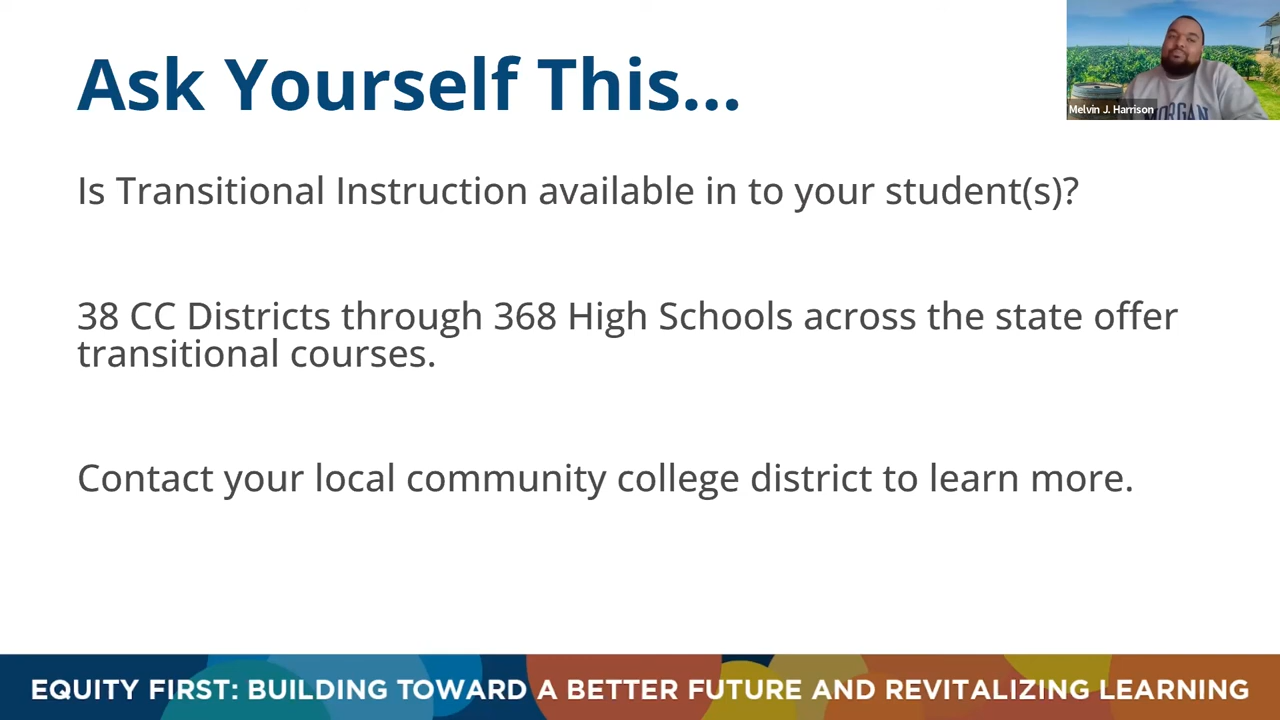 Ask Yourself This...
Is Transitional Instruction available in to your student(s)?
38 CC Districts through 368 High Schools across the state offer
transitional courses.
Contact your local community college district to learn more.
Melvin J. Harrison
MORGAN
EQUITY FIRST: BUILDING TOWARD A BETTER FUTURE AND REVITALIZING LEARNING